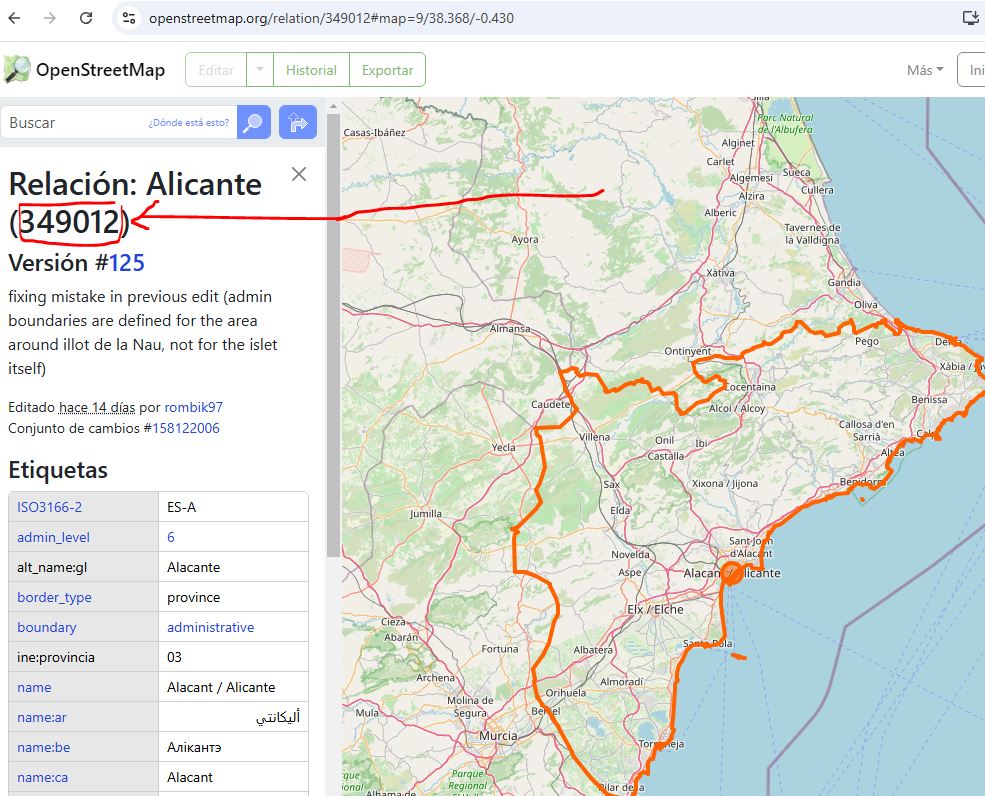 openstreetmap.org/relation/349012#map=9/38.368/-0.430
OpenStreetMap
Editar
Historial
Exportar
Más
Ini
Buscar
¿Dónde está esto?
Relación: Alicante
(349012)
Versión #125
fixing mistake in previous edit (admin
boundaries are defined for the area
around illot de la Nau, not for the islet
itself)
Editado hace 14 días por rombik97
Conjunto de cambios #158122006
Etiquetas
ISO3166-2 ES-A
admin_level 6
alt_name:gl Alacante
border_type province
boundary administrative
ine:provincia 03
name Alacant / Alicante
name:ar أليكانتي
name:be Алікантэ
name:ca Alacant
Silla
Parc Natural
de l'Albufera
Casas-Ibáñez
Alginet
Sueca
Carlet
Algemesí
Cullera
Alzira
Alberic
Tavernes de
la Valldigna
Ayora
Xàtiva
Gandia
Oliva
Almansa
Pego
Ontinyent
Xàbia /
Cocentaina
Benissa
Caudete
Alcoi / Alcoy
Callosa d'en
Sarrià
Villena
Onil
Ibi
Yecla
Castalla
Altea
Sax
Xixona / Jijona
Benidorm
Elda
Jumilla
Sant Joan
d'Alacant
Novelda
Aspe
Alacant / Alicante
Elx / Elche
Cieza
Abarán
Santa Pola
Fortuna
Albatera
Archena
Almoradí
Orihuela
Molina de
Segura
Mula
Murcia
Torrevieja
Parque
Regional
Pilar de la
Alhama de